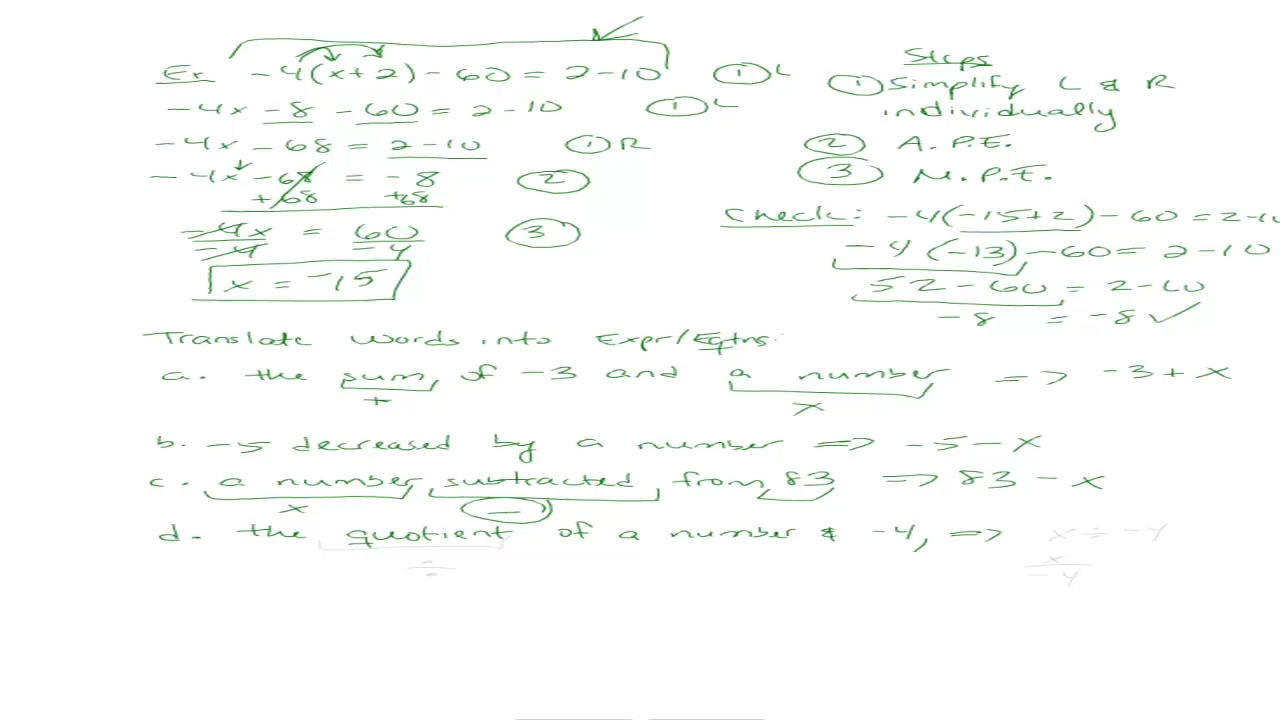 Ex -4(x+2) - 60 = 2 - 10 ① L
-4x - 8 - 60 = 2 - 10 ① L
-4x - 68 = 2 - 10 ① R
-4x - 68 = -8 ②
+68 +68
-4x = 60 ③
-4 -4
x = -15
Steps
① Simplify L & R
individually
② A.P.E.
③ M.P.E.
Check: -4(-15+2) - 60 = 2-10
-4(-13) - 60 = 2 - 10
52 - 60 = 2 - 10
-8 = -8 ✓
Translate words into Expr/Eqtns:
a. the sum of -3 and a number => -3 + x
+ x
b. -5 decreased by a number => -5 - x
c. a number subtracted from 83 => 83 - x
x -
d. the quotient of a number & -4, => x ÷ -4
÷ x
-4